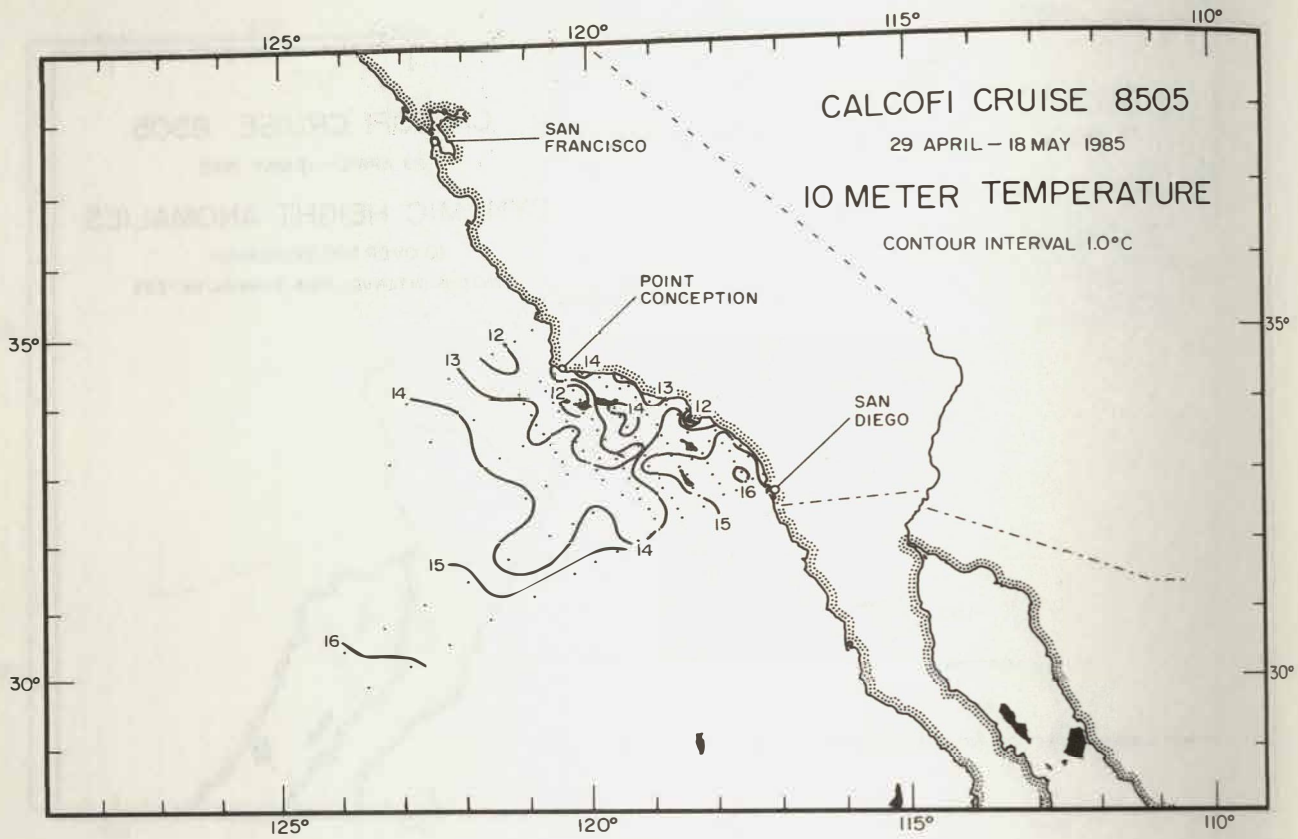 125°
120°
115°
110°
CALCOFI CRUISE 8505
29 APRIL – 18 MAY 1985
10 METER TEMPERATURE
CONTOUR INTERVAL 1.0°C
SAN
FRANCISCO
POINT
CONCEPTION
SAN
DIEGO
35°
35°
12
13
14
14
13
12
14
12
16
15
14
15
16
30°
30°
125°
120°
115°
110°